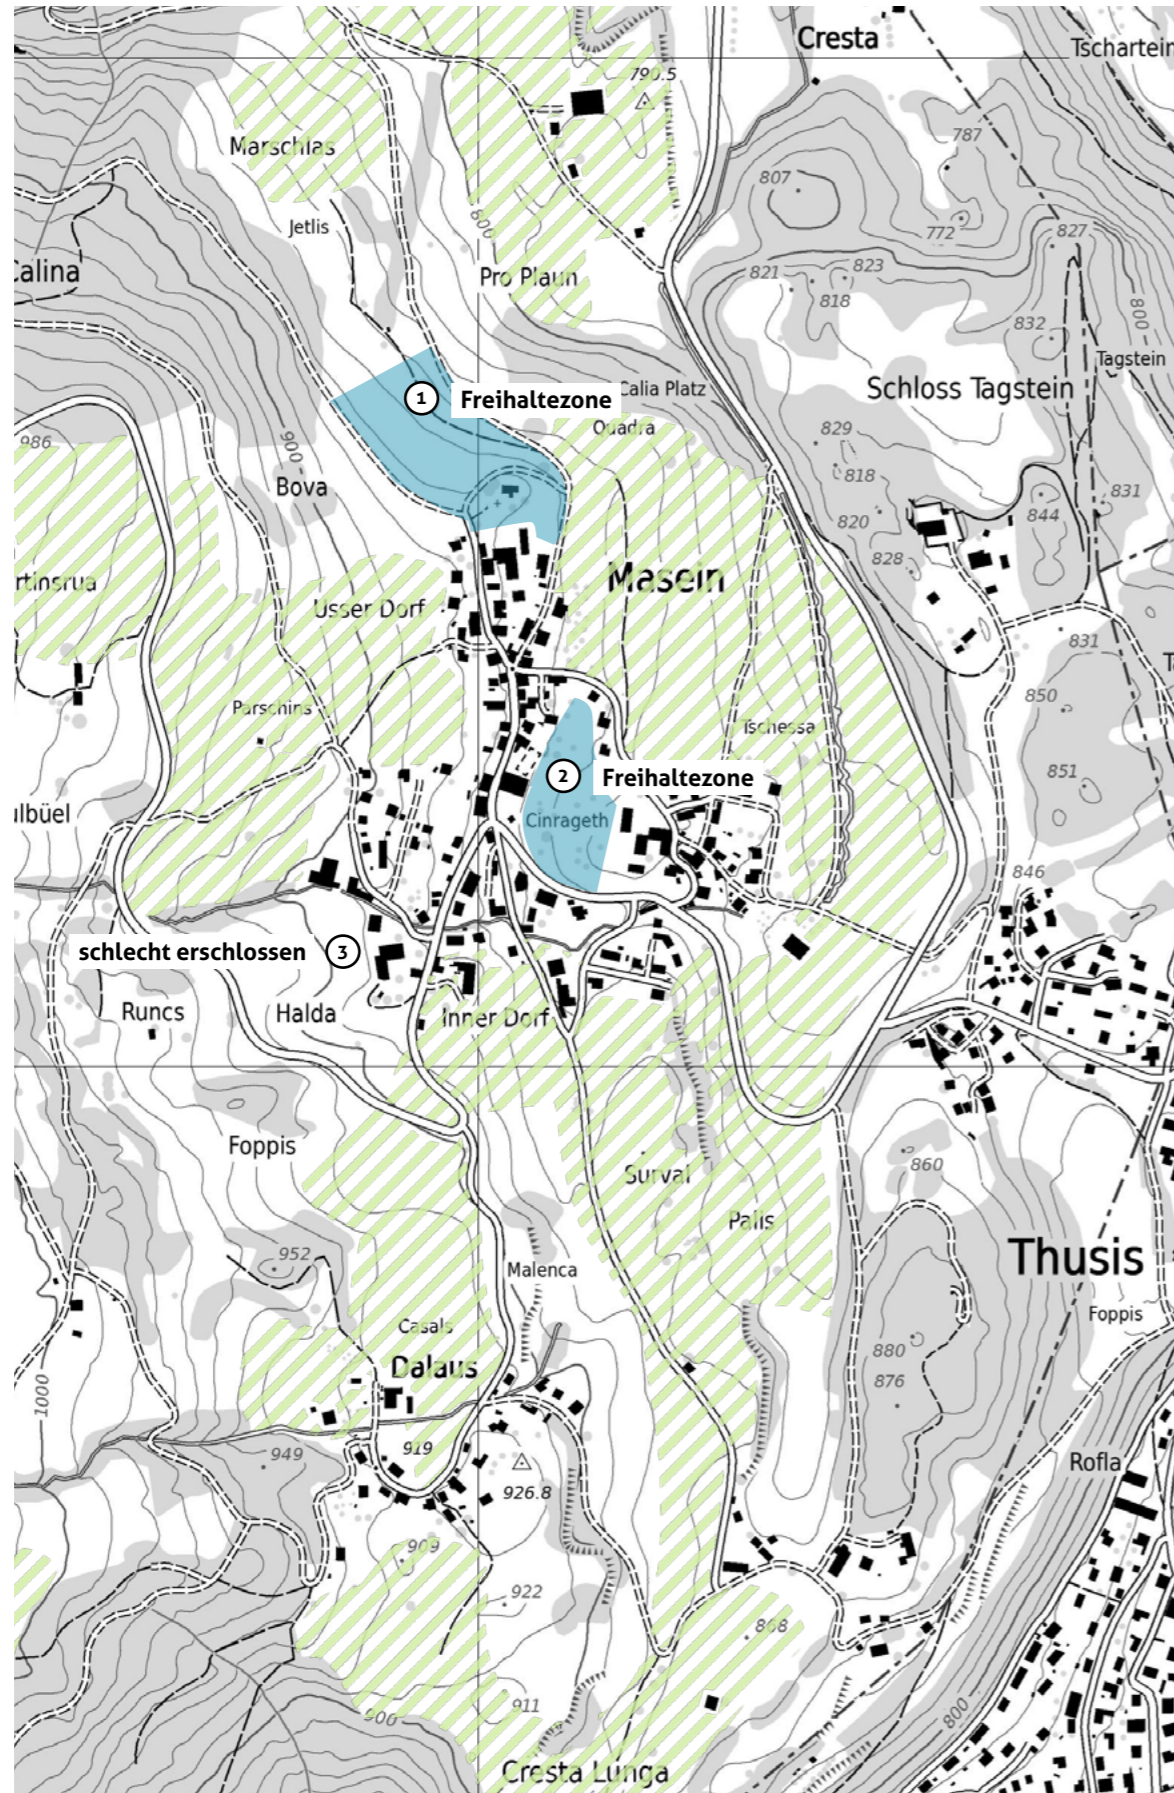 Cresta
Tschartein
790.5
787
Marschlas
807
Jetlis
800
772
827
Calina
Pro Plaun
821
823
818
800
832
Tagstein
Calia Platz
Schloss Tagstein
1 Freihaltezone
Quadra
829
986
900
818
831
Bova
844
820
828
rtinsrua
Masein
Usser Dorf
831
850
Parschins
Tschessa
2 Freihaltezone
851
ulbüel
Cinrageth
846
schlecht erschlossen 3
Runcs
Halda
Inner Dorf
Foppis
860
Surval
Palis
952
Malenca
Thusis
Foppis
Casals
Dalaus
880
876
1000
919
949
926.8
Rofla
909
922
868
911
900
800
Cresta Lunga